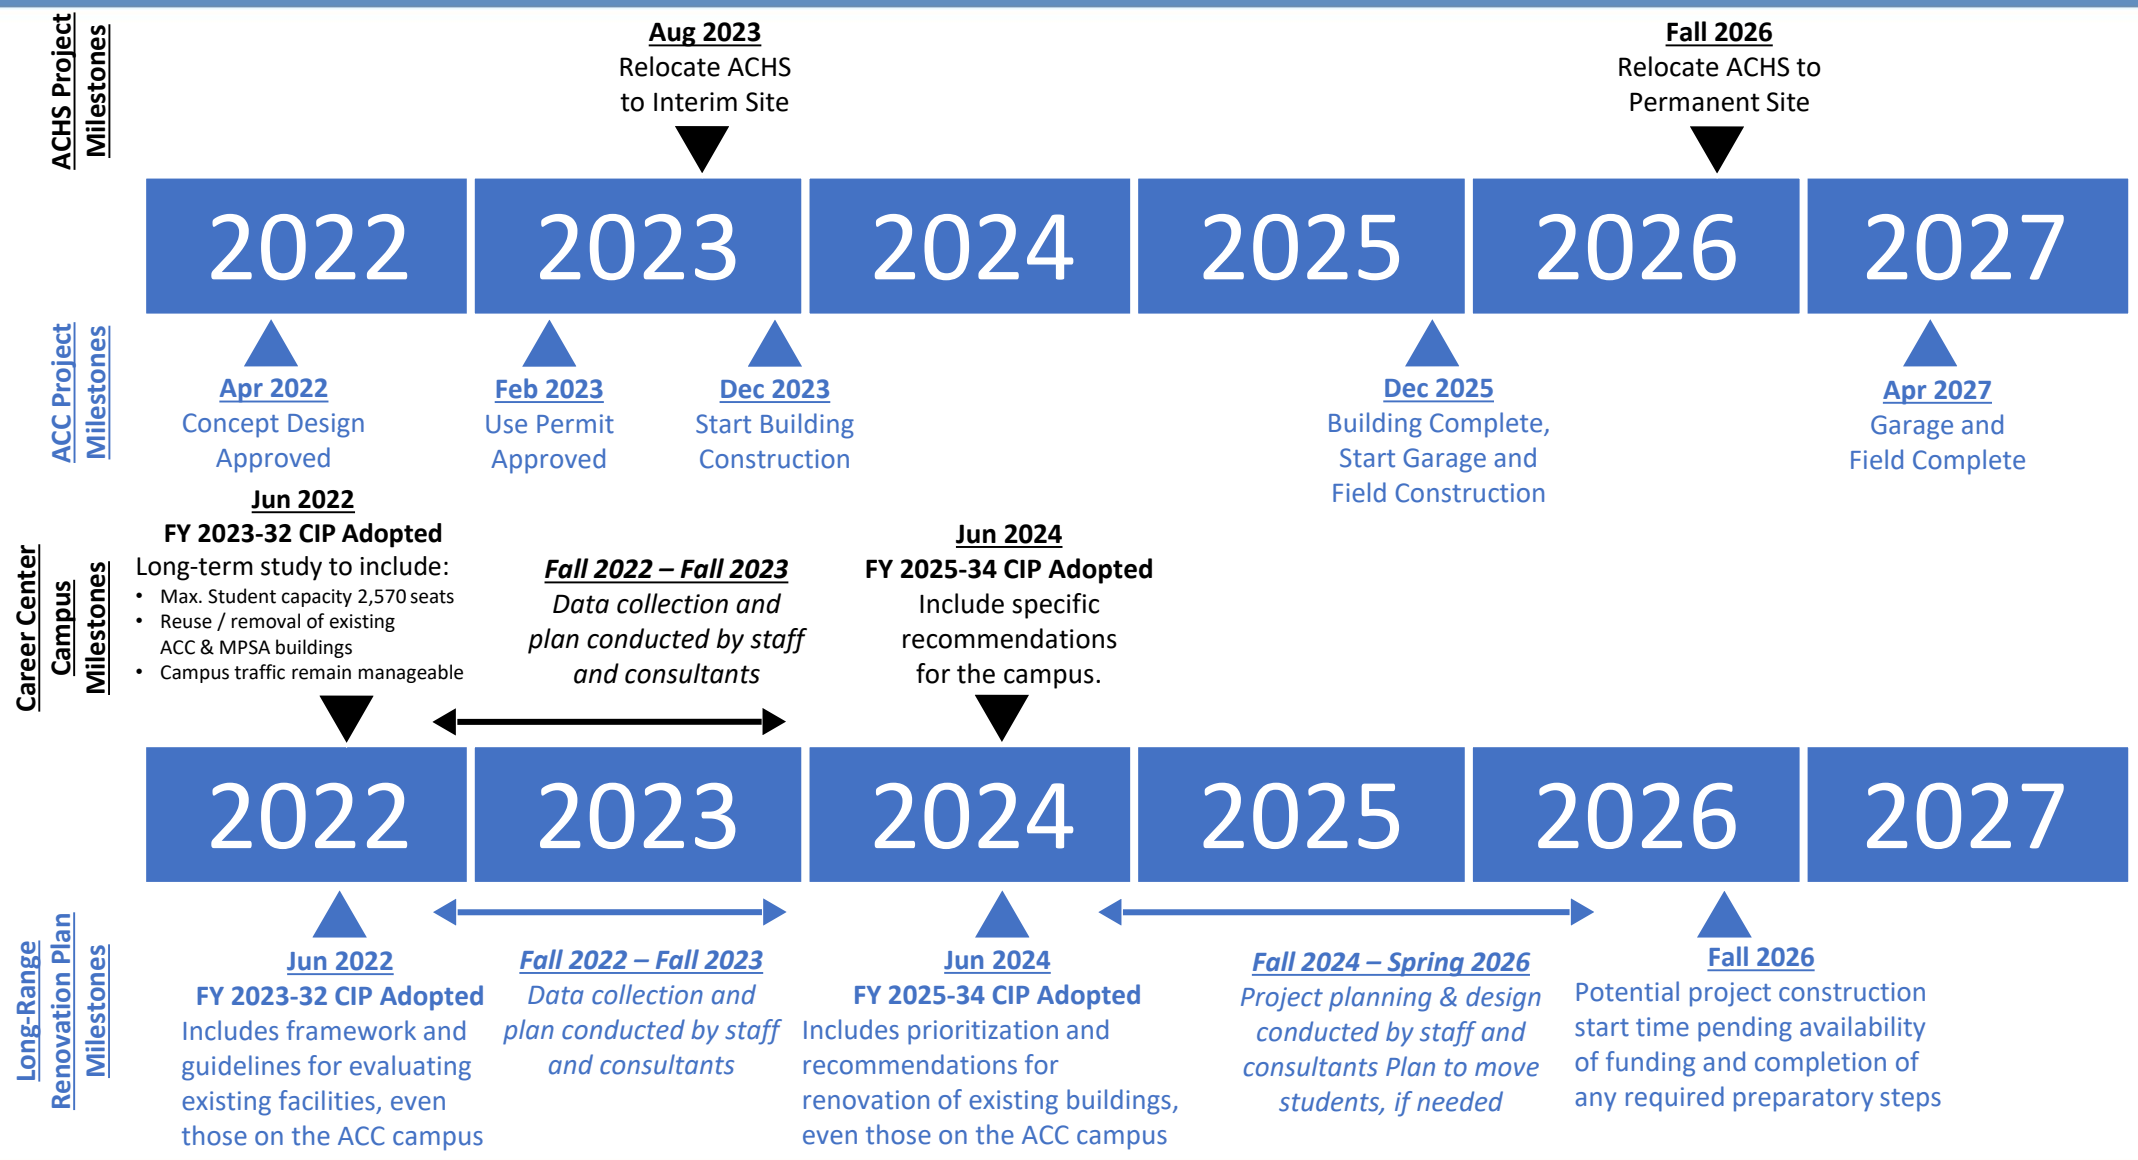 ACHS Project
Milestones
Aug 2023
Relocate ACHS
to Interim Site
Fall 2026
Relocate ACHS to
Permanent Site
2022
2023
2024
2025
2026
2027
ACC Project
Milestones
Apr 2022
Concept Design
Approved
Feb 2023
Use Permit
Approved
Dec 2023
Start Building
Construction
Dec 2025
Building Complete,
Start Garage and
Field Construction
Apr 2027
Garage and
Field Complete
Career Center
Campus
Milestones
Jun 2022
FY 2023-32 CIP Adopted
Long-term study to include:
• Max. Student capacity 2,570 seats
• Reuse / removal of existing
ACC & MPSA buildings
• Campus traffic remain manageable
Fall 2022 – Fall 2023
Data collection and
plan conducted by staff
and consultants
Jun 2024
FY 2025-34 CIP Adopted
Include specific
recommendations
for the campus.
2022
2023
2024
2025
2026
2027
Long-Range
Renovation Plan
Milestones
Jun 2022
FY 2023-32 CIP Adopted
Includes framework and
guidelines for evaluating
existing facilities, even
those on the ACC campus
Fall 2022 – Fall 2023
Data collection and
plan conducted by staff
and consultants
Jun 2024
FY 2025-34 CIP Adopted
Includes prioritization and
recommendations for
renovation of existing buildings,
even those on the ACC campus
Fall 2024 – Spring 2026
Project planning & design
conducted by staff and
consultants Plan to move
students, if needed
Fall 2026
Potential project construction
start time pending availability
of funding and completion of
any required preparatory steps